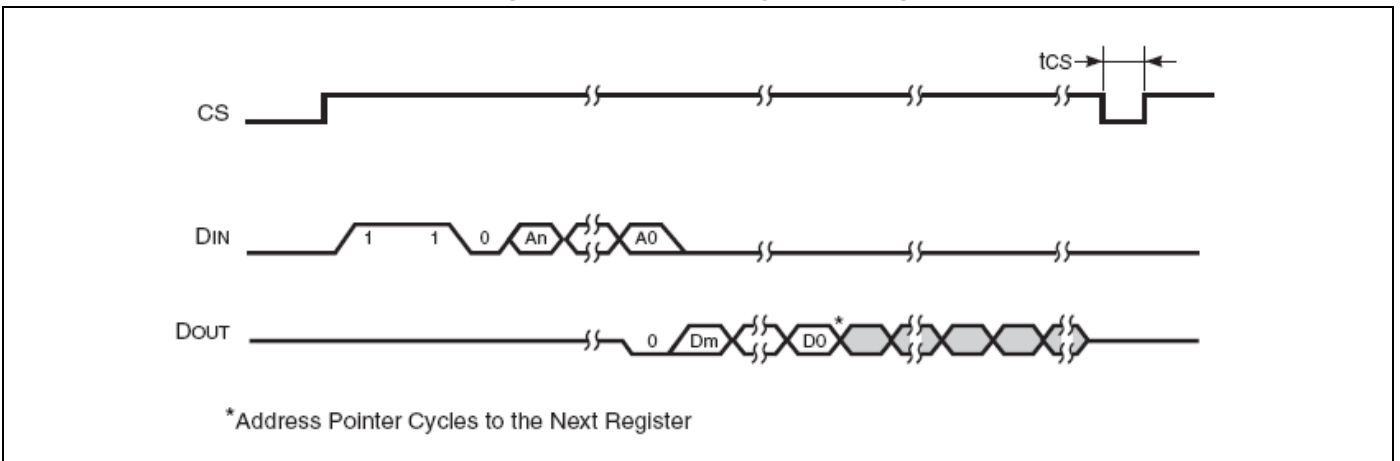 tCS
CS
DIN 1 1 0 An A0
DOUT 0 Dm D0 *
*Address Pointer Cycles to the Next Register